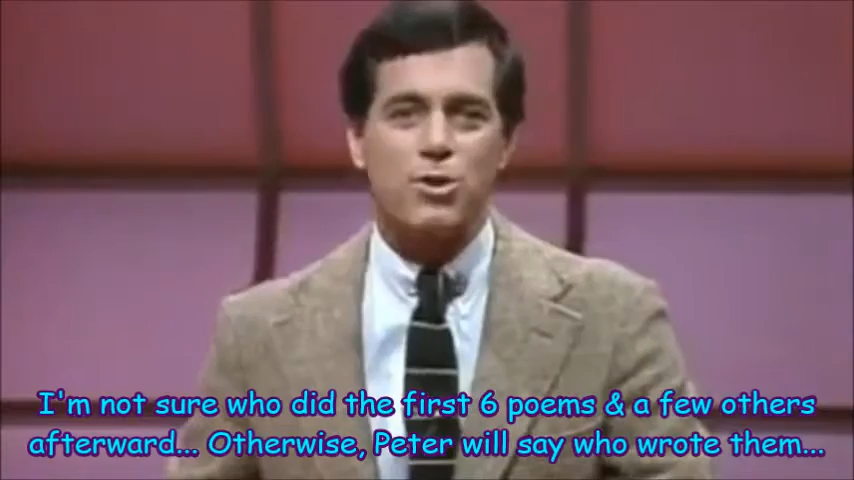 I'm not sure who did the first 6 poems & a few others
afterward... Otherwise, Peter will say who wrote them...